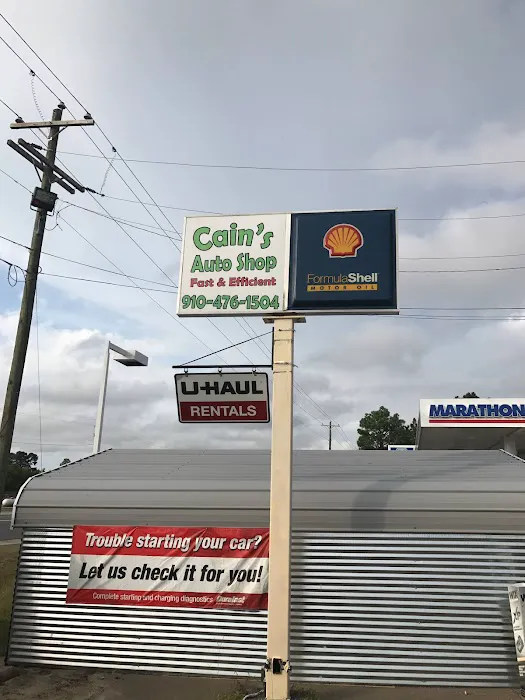 Cain's
Auto Shop
Fast & Efficient
910-476-1504
FormulaShell
MOTOR OIL
U-HAUL
RENTALS
MARATHON
Trouble starting your car?
Let us check it for you!
Complete starting and charging diagnostics Duralast